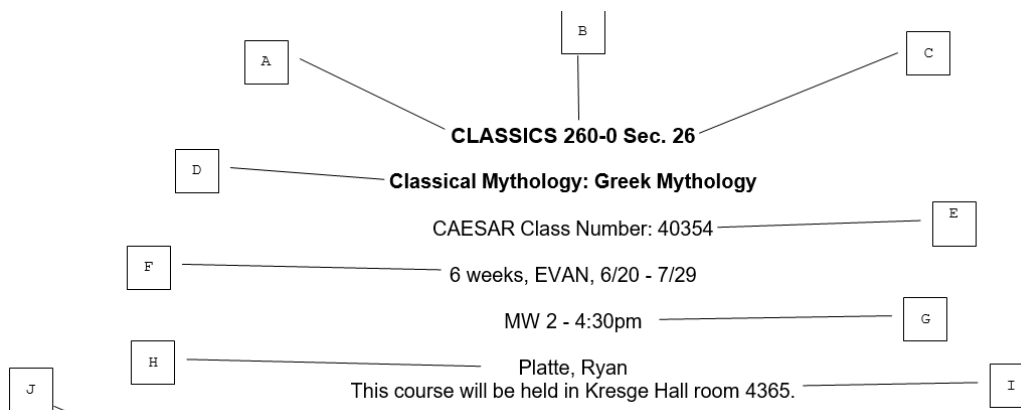 B
A
C
CLASSICS 260-0 Sec. 26
D
Classical Mythology: Greek Mythology
E
CAESAR Class Number: 40354
F
6 weeks, EVAN, 6/20 - 7/29
MW 2 - 4:30pm
G
H
Platte, Ryan
This course will be held in Kresge Hall room 4365.
I
J